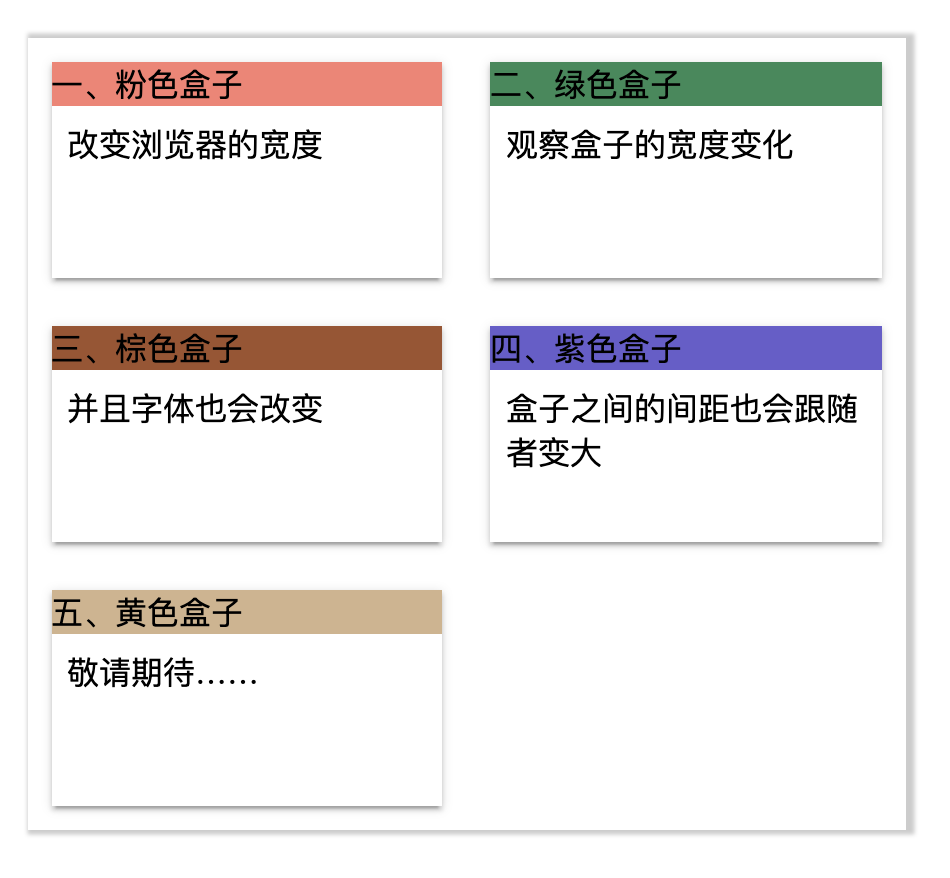 一、粉色盒子
改变浏览器的宽度
二、绿色盒子
观察盒子的宽度变化
三、棕色盒子
并且字体也会改变
四、紫色盒子
盒子之间的间距也会跟随
者变大
五、黄色盒子
敬请期待……